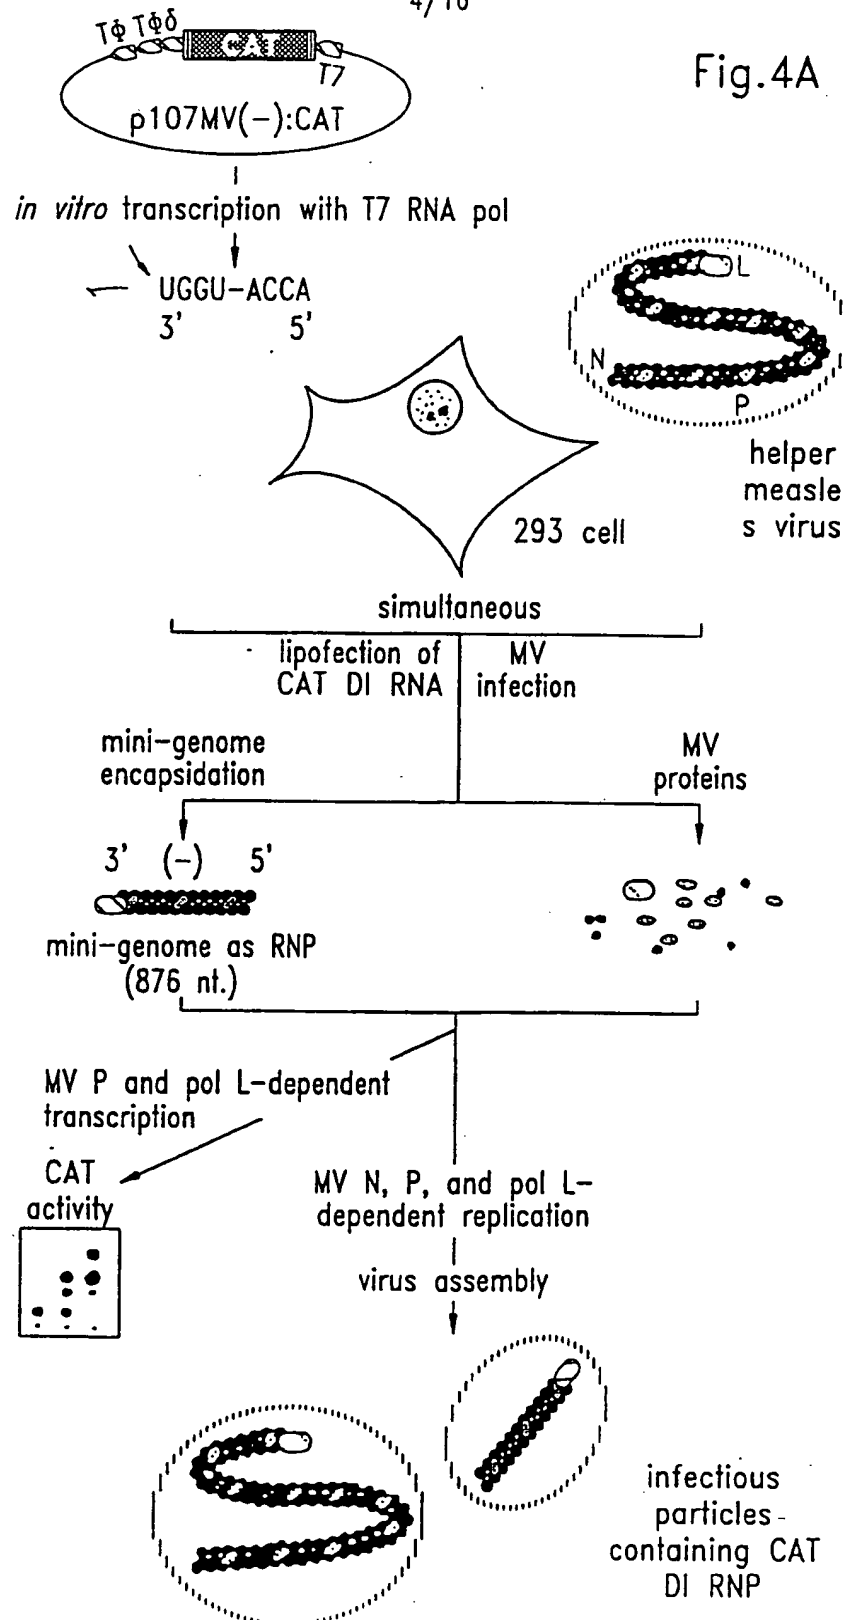 4/16
Fig.4A
TΦ TΦδ
CAT
T7
p107MV(-):CAT
in vitro transcription with T7 RNA pol
UGGU-ACCA
3' 5'
L
N
P
helper
measle
s virus
293 cell
simultaneous
lipofection of
CAT DI RNA
MV
infection
mini-genome
encapsidation
MV
proteins
3' (-) 5'
mini-genome as RNP
(876 nt.)
MV P and pol L-dependent
transcription
CAT
activity
MV N, P, and pol L-
dependent replication
virus assembly
infectious
particles-
containing CAT
DI RNP